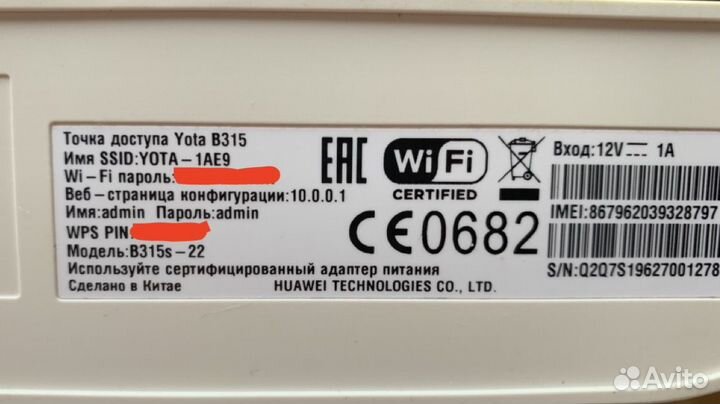 Точка доступа Yota B315
Имя SSID:YOTA-1AE9
Wi-Fi пароль:
Веб-страница конфигурации:10.0.0.1
Имя:admin Пароль:admin
WPS PIN
Модель:B315s-22
Используйте сертифицированный адаптер питания
Сделано в Китае HUAWEI TECHNOLOGIES CO., LTD.
EAC
Wi Fi
CERTIFIED
CE0682
Вход:12V 1A
IMEI:867962039328797
S/N:Q2Q7S19627001278
Avito